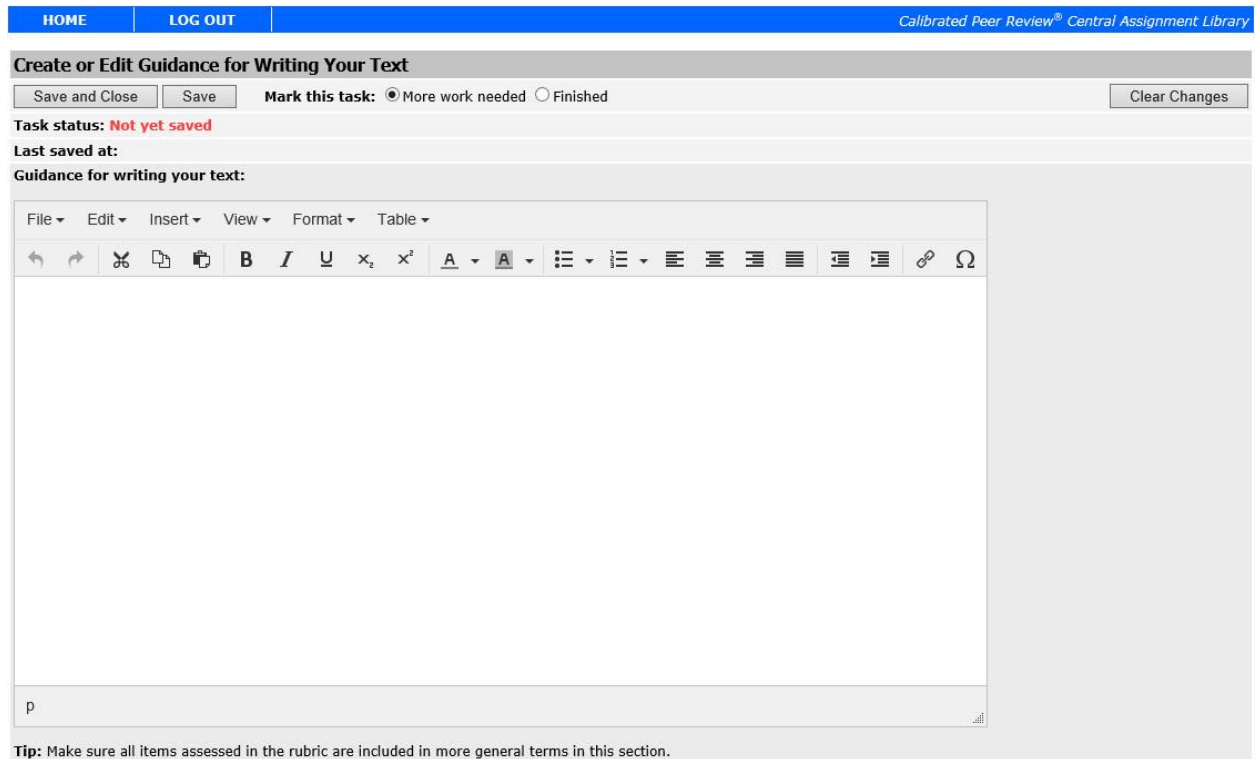 HOME LOG OUT Calibrated Peer Review® Central Assignment Library
Create or Edit Guidance for Writing Your Text
Save and Close Save Mark this task: More work needed Finished Clear Changes
Task status: Not yet saved
Last saved at:
Guidance for writing your text:
File Edit Insert View Format Table
B I U x₂ x² A A Ω
p
Tip: Make sure all items assessed in the rubric are included in more general terms in this section.